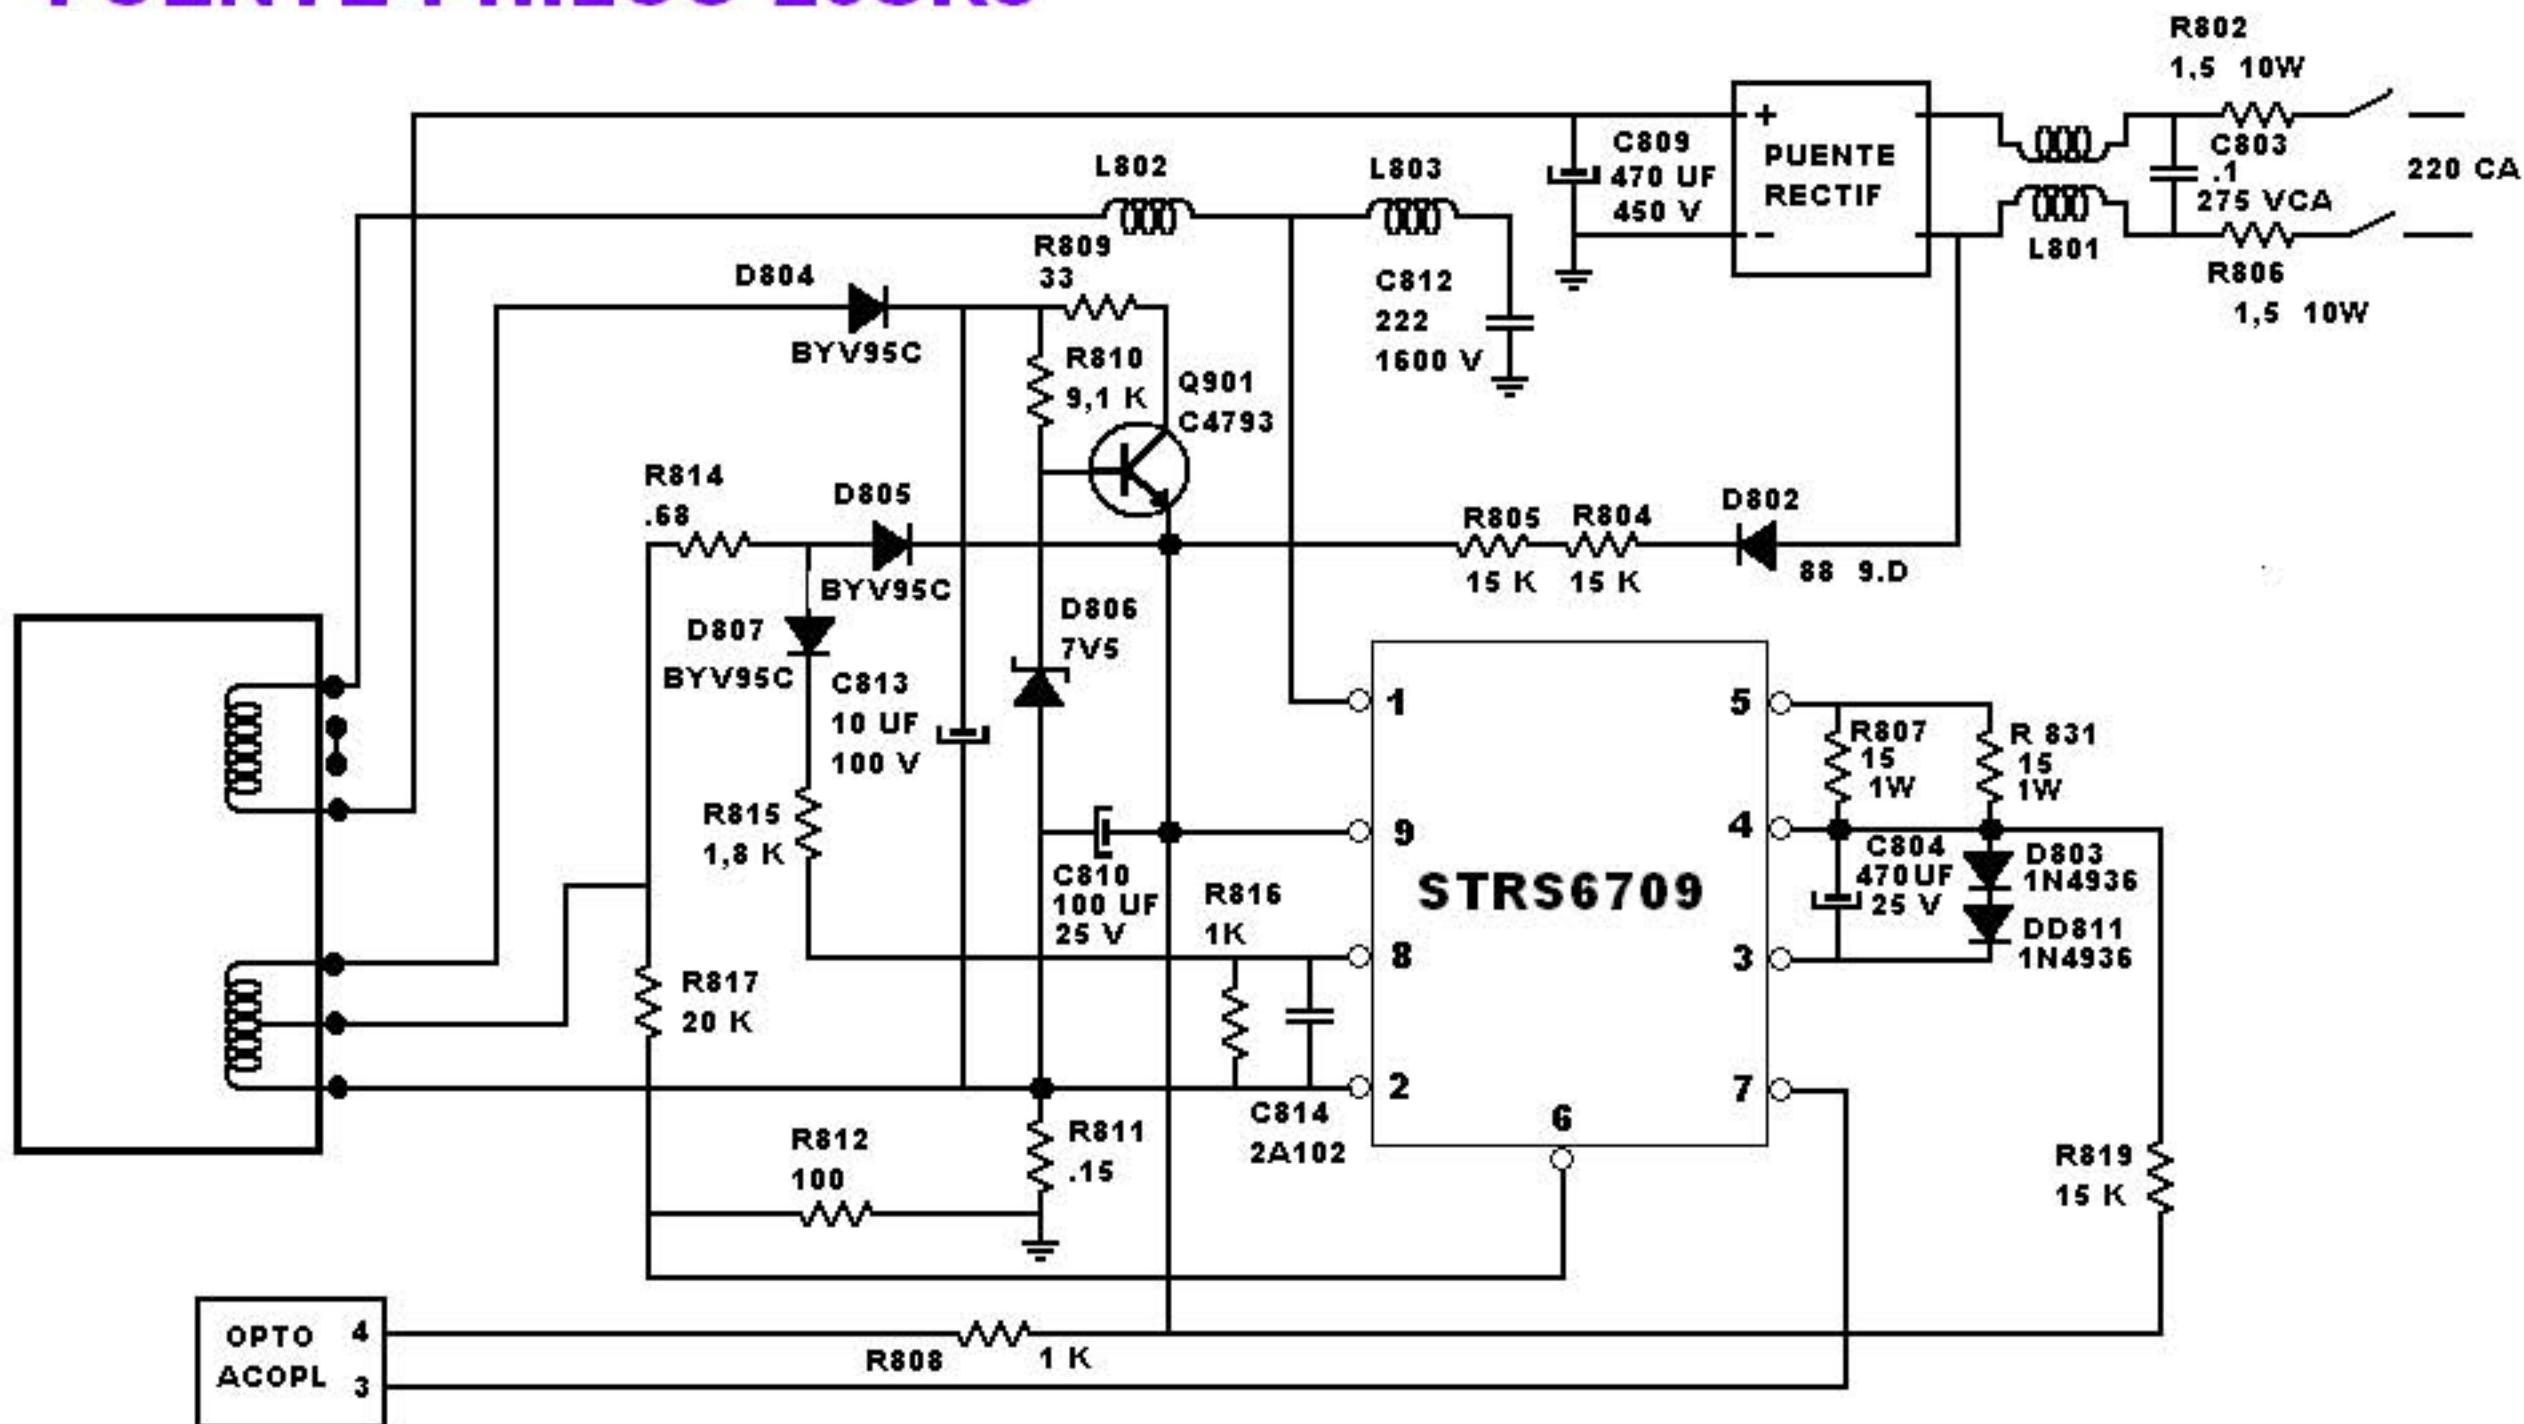 R802
1,5 10W
C803
.1
275 VCA
220 CA
R806
1,5 10W
L801
+
PUENTE
RECTIF
-
C809
470 UF
450 V
L802
L803
C812
222
1600 V
R809
33
D804
BYV95C
R810
9,1 K
Q901
C4793
R814
.68
D805
BYV95C
R805
15 K
R804
15 K
D802
88 9.D
D807
BYV95C
D806
7V5
C813
10 UF
100 V
R815
1,8 K
C810
100 UF
25 V
R816
1K
R817
20 K
C814
2A102
R812
100
R811
.15
STRS6709
1
9
8
2
6
5
4
3
7
R807
15
1W
R 831
15
1W
C804
470UF
25 V
D803
1N4936
DD811
1N4936
R819
15 K
OPTO 4
ACOPL 3
R808
1 K